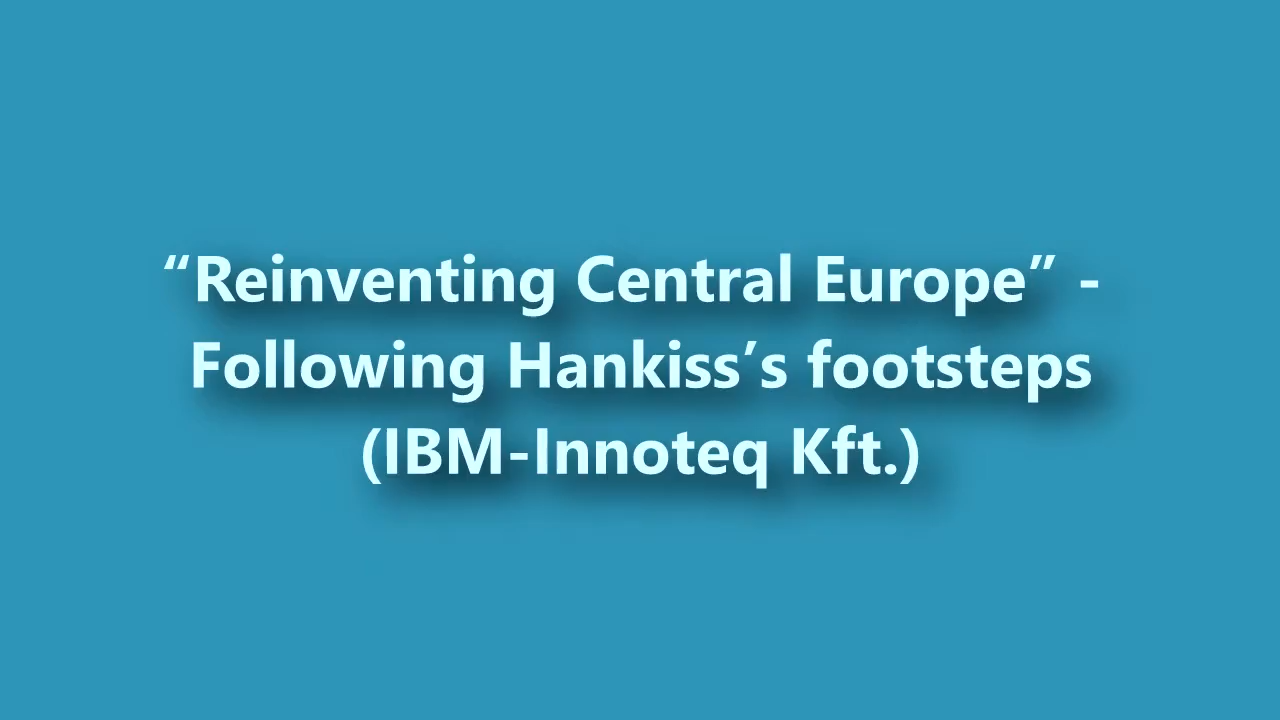 “Reinventing Central Europe” -
Following Hankiss’s footsteps
(IBM-Innoteq Kft.)